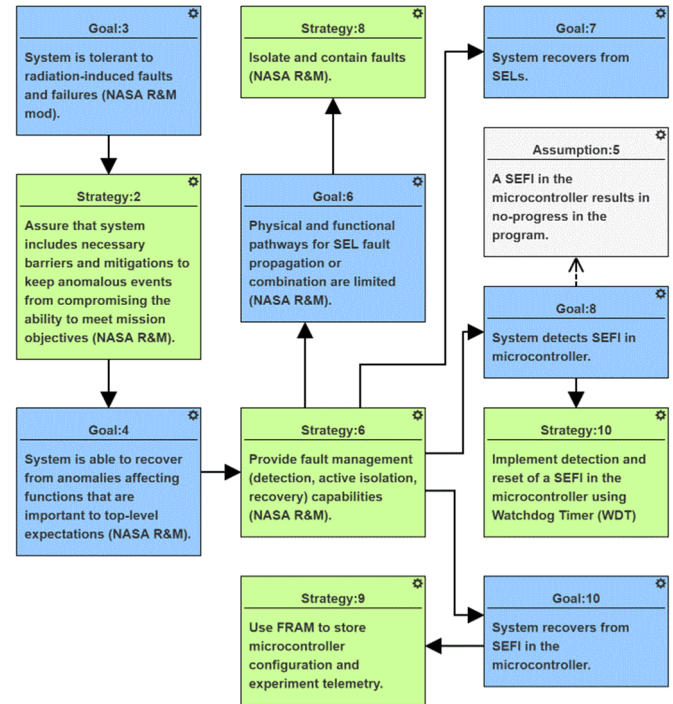 Goal:3
System is tolerant to
radiation-induced faults
and failures (NASA R&M
mod).
Strategy:2
Assure that system
includes necessary
barriers and mitigations to
keep anomalous events
from compromising the
ability to meet mission
objectives (NASA R&M).
Goal:4
System is able to recover
from anomalies affecting
functions that are
important to top-level
expectations (NASA R&M).
Strategy:8
Isolate and contain faults
(NASA R&M).
Goal:6
Physical and functional
pathways for SEL fault
propagation or
combination are limited
(NASA R&M).
Strategy:6
Provide fault management
(detection, active isolation,
recovery) capabilities
(NASA R&M).
Strategy:9
Use FRAM to store
microcontroller
configuration and
experiment telemetry.
Goal:7
System recovers from
SELs.
Assumption:5
A SEFI in the
microcontroller results in
no-progress in the
program.
Goal:8
System detects SEFI in
microcontroller.
Strategy:10
Implement detection and
reset of a SEFI in the
microcontroller using
Watchdog Timer (WDT)
Goal:10
System recovers from
SEFI in the
microcontroller.